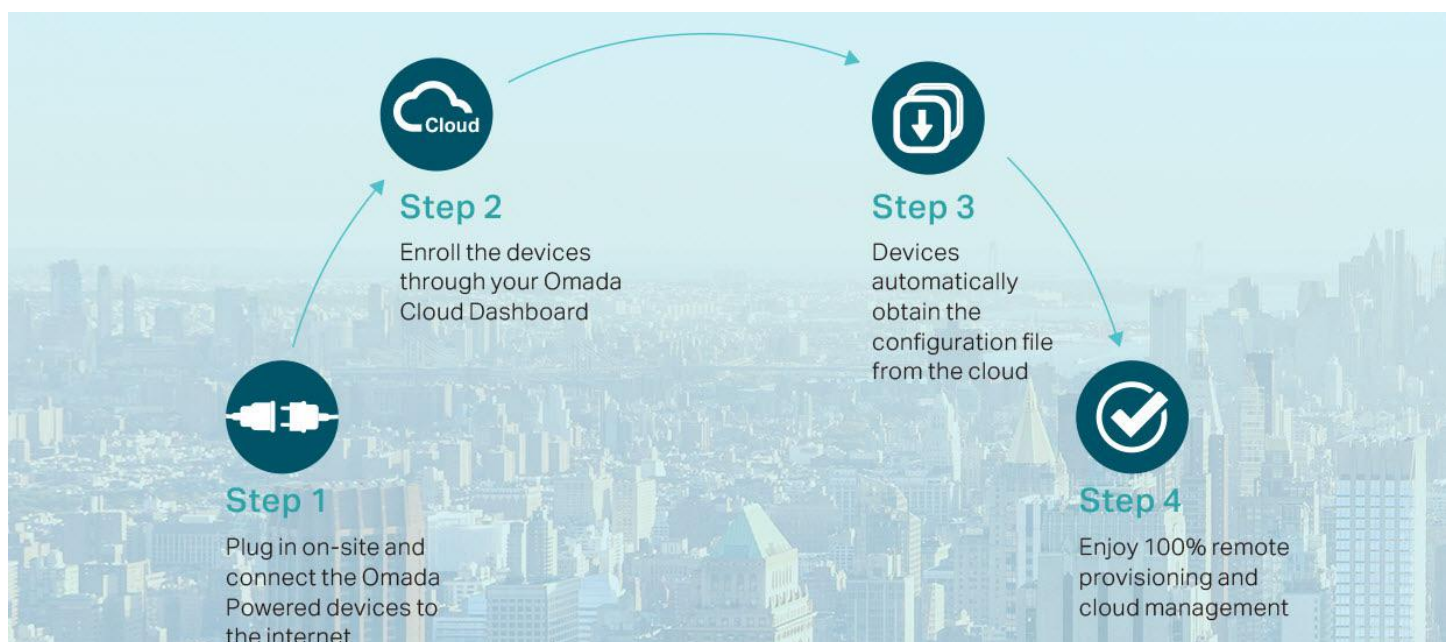 Cloud
Step 2
Enroll the devices
through your Omada
Cloud Dashboard
Step 3
Devices
automatically
obtain the
configuration file
from the cloud
Step 1
Plug in on-site and
connect the Omada
Powered devices to
the internet
Step 4
Enjoy 100% remote
provisioning and
cloud management